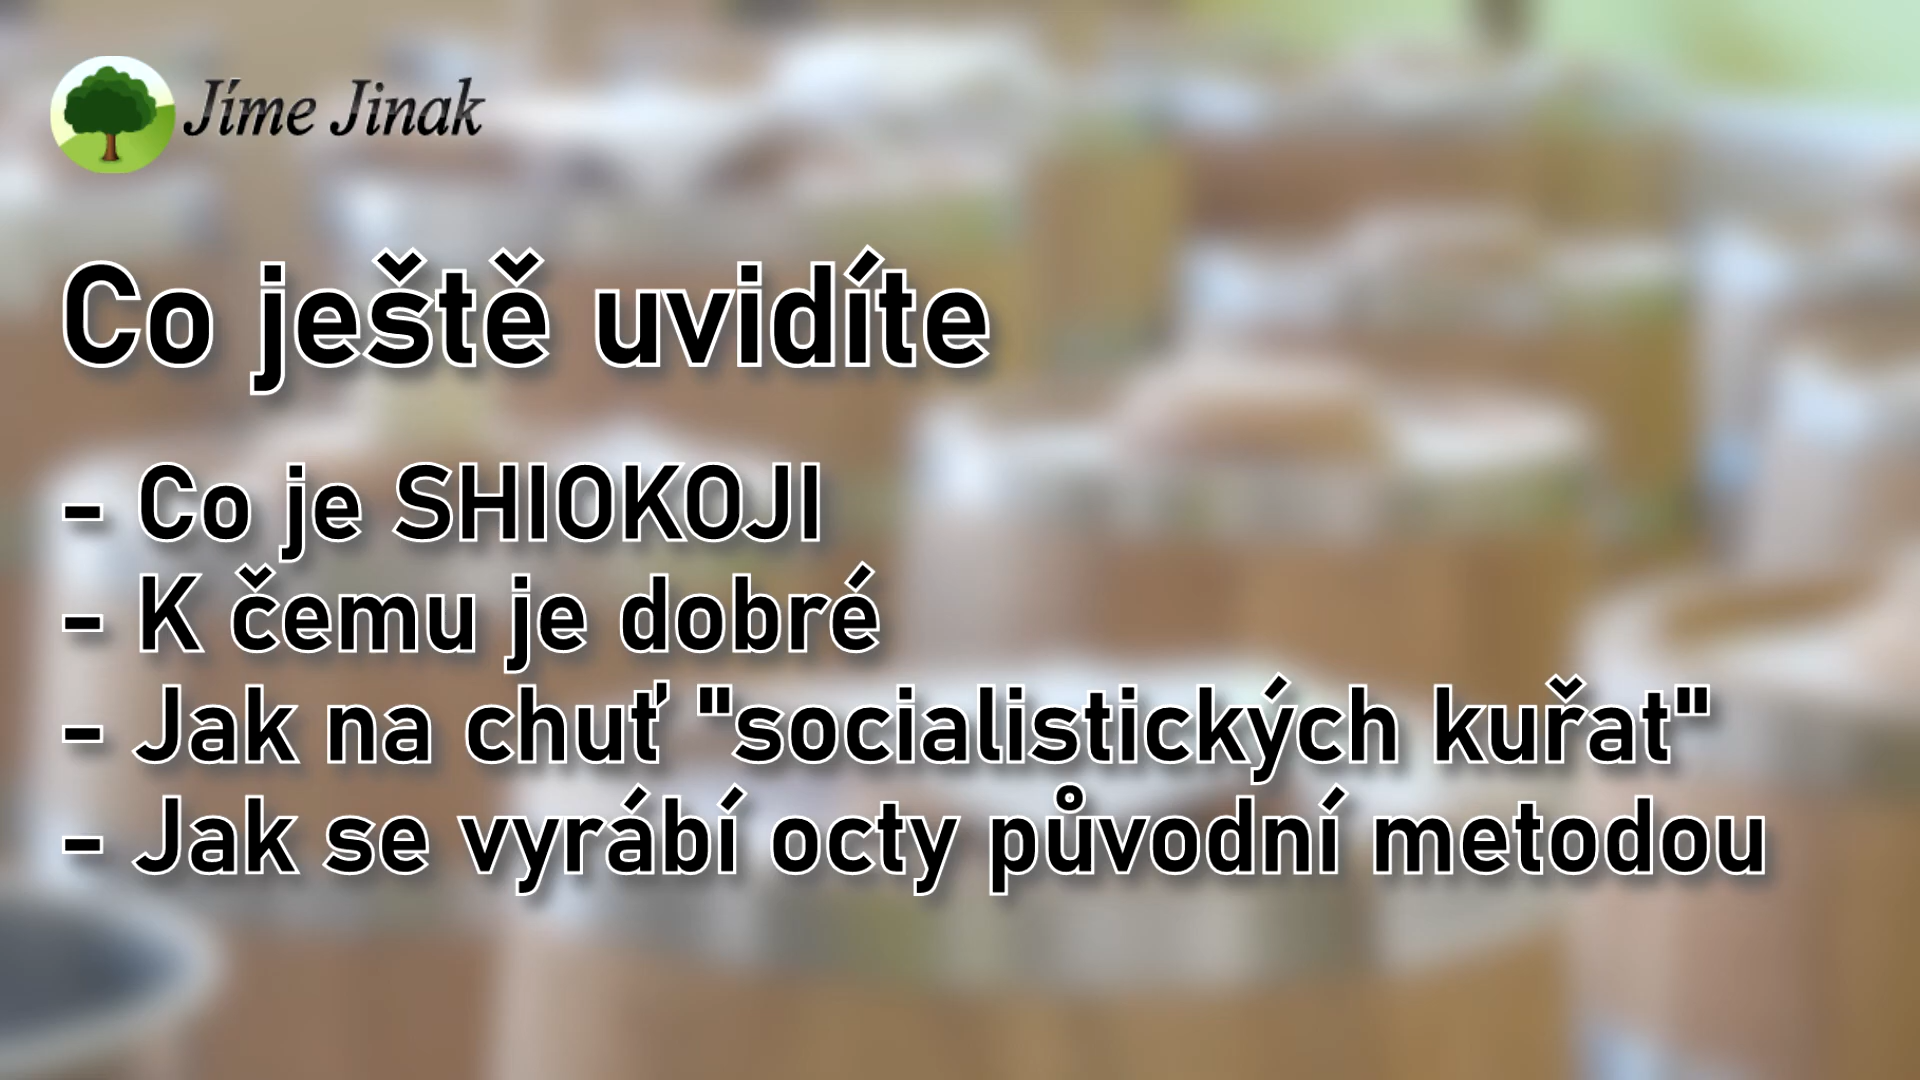 Jíme Jinak
Co ještě uvidíte
- Co je SHIOKOJI
- K čemu je dobré
- Jak na chuť "socialistických kuřat"
- Jak se vyrábí octy původní metodou